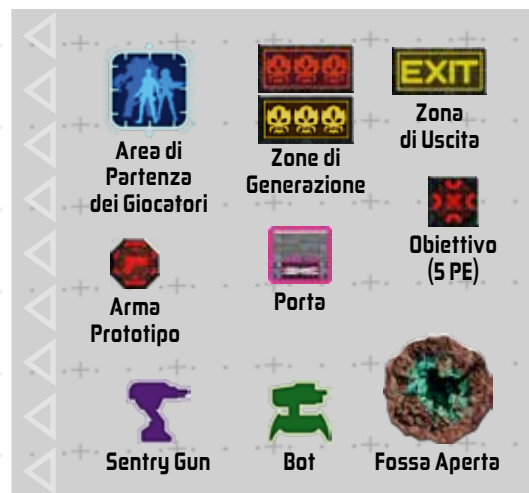 EXIT
Area di
Partenza
dei Giocatori
Zone di
Generazione
Zona
di Uscita
Arma
Prototipo
Porta
Obiettivo
(5 PE)
Sentry Gun
Bot
Fossa Aperta